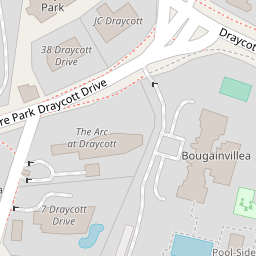 Park
JC Draycott
38 Draycott
Drive
Draycott
re Park Draycott Drive
The Arc
at Draycott
Bougainvillea
7 Draycott
Drive
a
Pool-Side